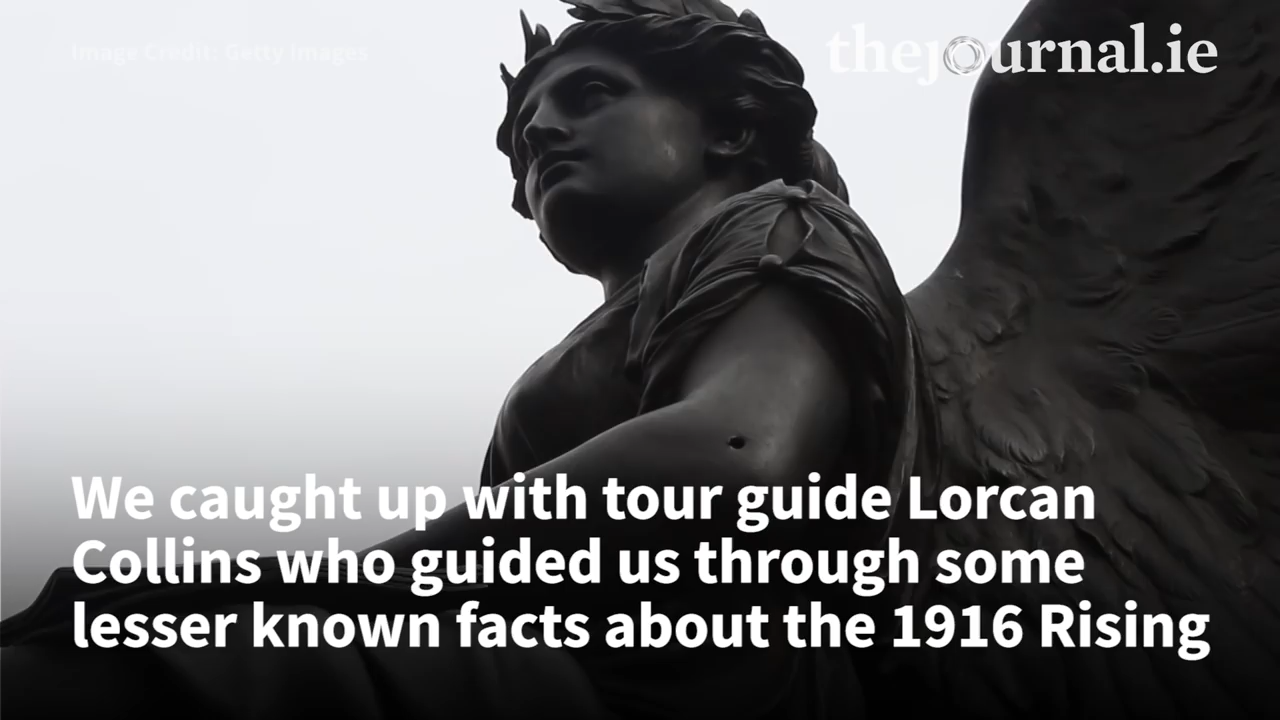 Image Credit: Getty Images
thejournal.ie
We caught up with tour guide Lorcan
Collins who guided us through some
lesser known facts about the 1916 Rising